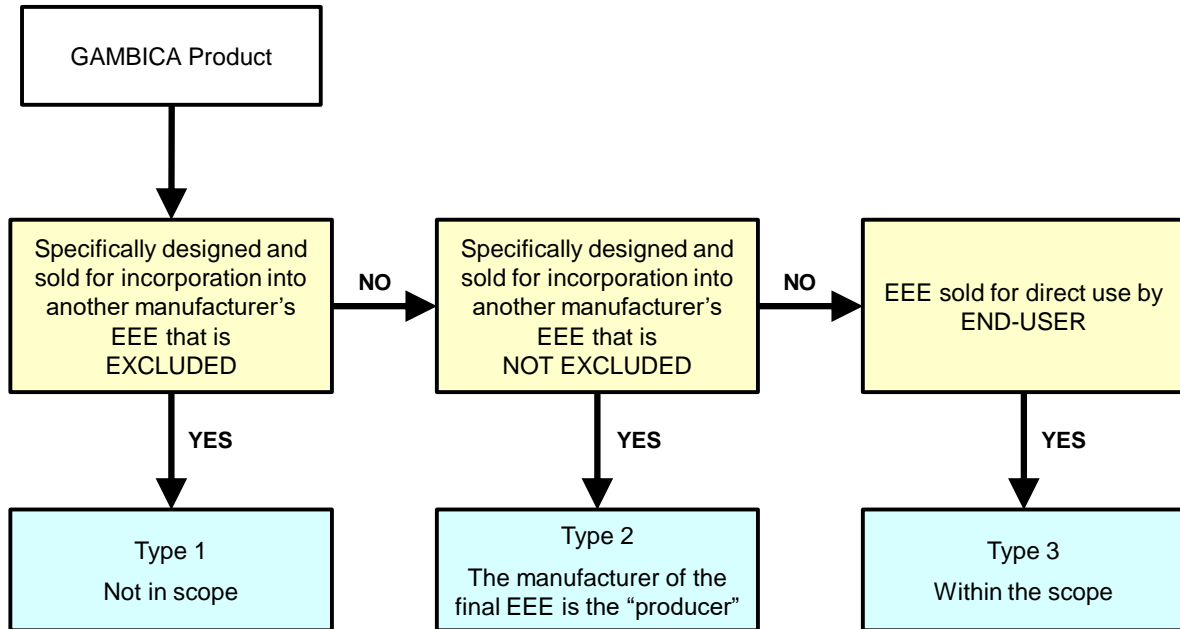 GAMBICA Product
Specifically designed and
sold for incorporation into
another manufacturer’s
EEE that is
EXCLUDED
NO
Specifically designed and
sold for incorporation into
another manufacturer’s
EEE that is
NOT EXCLUDED
NO
EEE sold for direct use by
END-USER
YES
YES
YES
Type 1
Not in scope
Type 2
The manufacturer of the
final EEE is the “producer”
Type 3
Within the scope